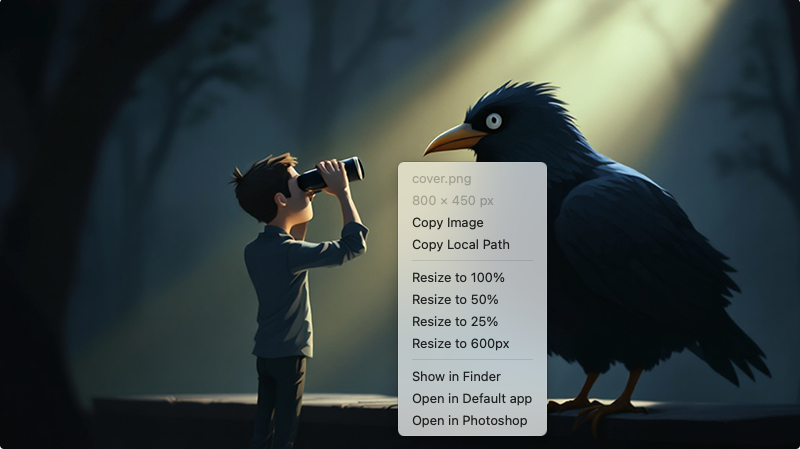 cover.png
800 × 450 px
Copy Image
Copy Local Path
Resize to 100%
Resize to 50%
Resize to 25%
Resize to 600px
Show in Finder
Open in Default app
Open in Photoshop